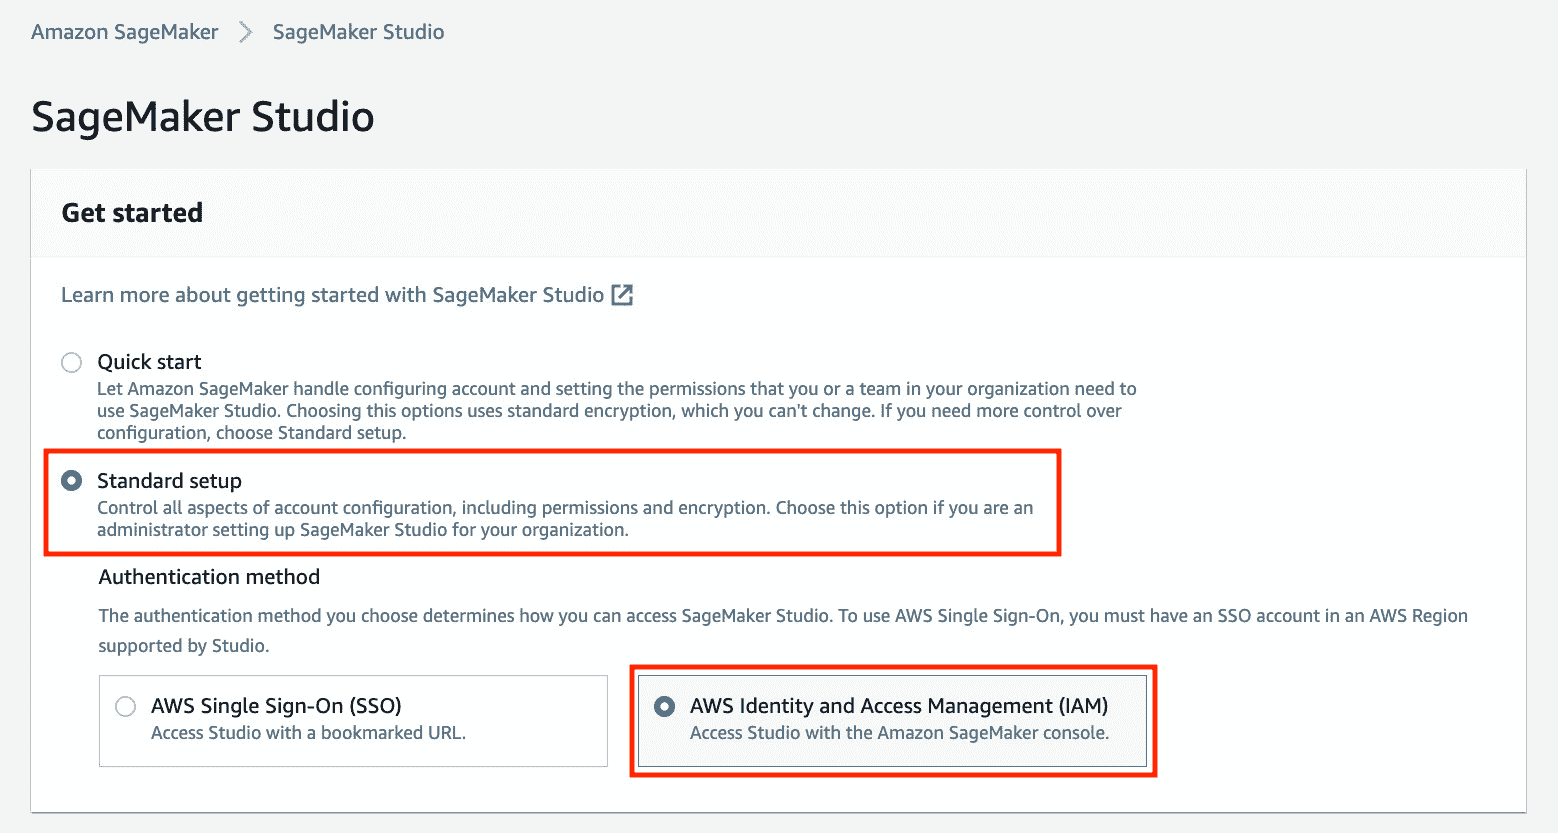 Amazon SageMaker > SageMaker Studio
SageMaker Studio
Get started
Learn more about getting started with SageMaker Studio
Quick start
Let Amazon SageMaker handle configuring account and setting the permissions that you or a team in your organization need to
use SageMaker Studio. Choosing this options uses standard encryption, which you can't change. If you need more control over
configuration, choose Standard setup.
Standard setup
Control all aspects of account configuration, including permissions and encryption. Choose this option if you are an
administrator setting up SageMaker Studio for your organization.
Authentication method
The authentication method you choose determines how you can access SageMaker Studio. To use AWS Single Sign-On, you must have an SSO account in an AWS Region
supported by Studio.
AWS Single Sign-On (SSO)
Access Studio with a bookmarked URL.
AWS Identity and Access Management (IAM)
Access Studio with the Amazon SageMaker console.